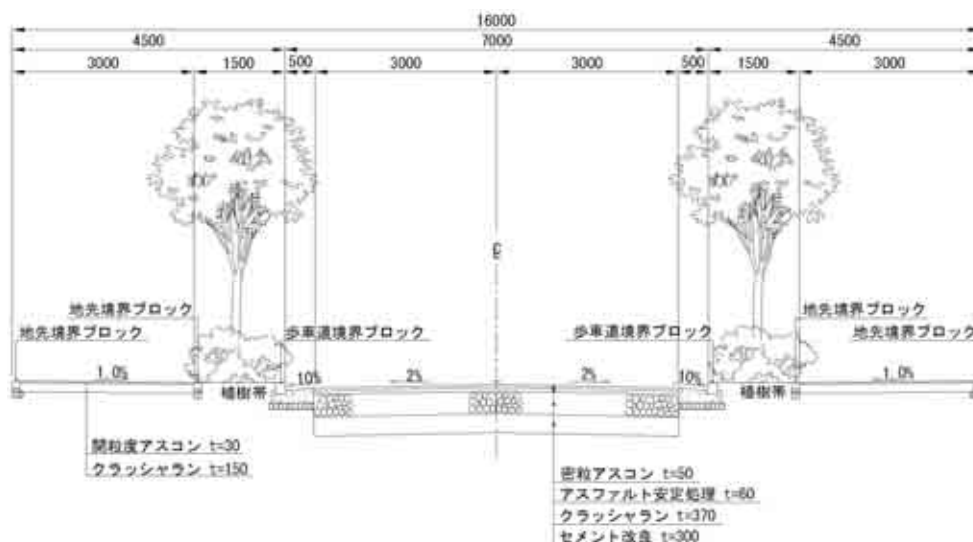 16000
4500 7000 4500
3000 1500 500 3000 3000 500 1500 3000
地先境界ブロック 地先境界ブロック
地先境界ブロック 歩車道境界ブロック 歩車道境界ブロック 地先境界ブロック
1.0% 植樹帯 10% 2% 2% 10% 植樹帯 1.0%
開粒度アスコン t=30
クラッシャラン t=150
密粒アスコン t=50
アスファルト安定処理 t=60
クラッシャラン t=370
セメント改良 t=300